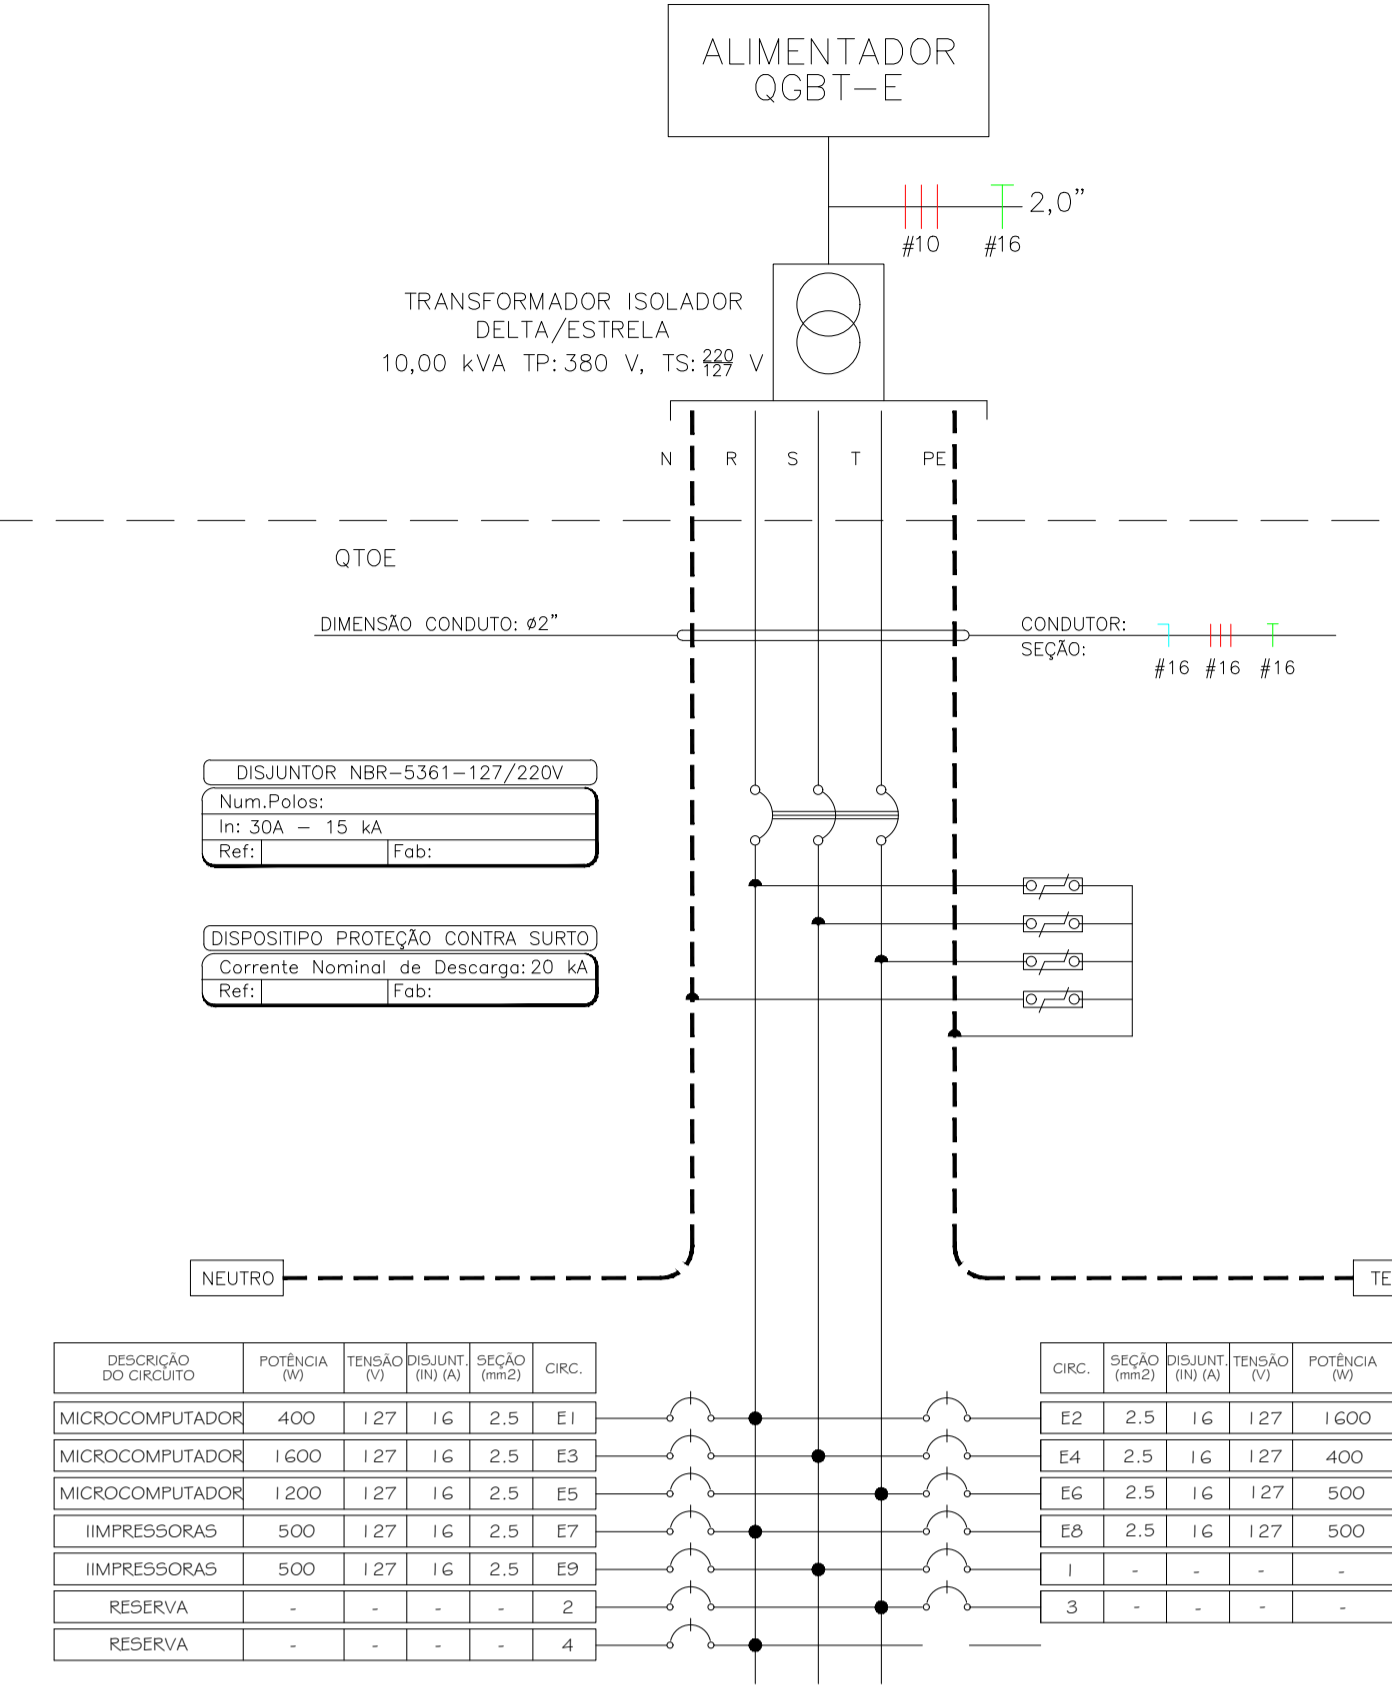 ALIMENTADOR
QGBT-E
2,0"
#10 #16
TRANSFORMADOR ISOLADOR
DELTA/ESTRELA
10,00 kVA TP: 380 V, TS: 220/127 V
N R S T PE
QTOE
DIMENSÃO CONDUTO: ø2"
CONDUTOR:
SEÇÃO:
#16 #16 #16
DISJUNTOR NBR-5361-127/220V
Num.Polos:
In: 30A - 15 kA
Ref: Fab:
DISPOSITIPO PROTEÇÃO CONTRA SURTO
Corrente Nominal de Descarga: 20 kA
Ref: Fab:
NEUTRO
TE
DESCRIÇÃO DO CIRCUITO POTÊNCIA (W) TENSÃO (V) DISJUNT. (IN) (A) SEÇÃO (mm2) CIRC.
MICROCOMPUTADOR 400 127 16 2.5 E1
MICROCOMPUTADOR 1600 127 16 2.5 E3
MICROCOMPUTADOR 1200 127 16 2.5 E5
IIMPRESSORAS 500 127 16 2.5 E7
IIMPRESSORAS 500 127 16 2.5 E9
RESERVA - - - - 2
RESERVA - - - - 4
CIRC. SEÇÃO (mm2) DISJUNT. (IN) (A) TENSÃO (V) POTÊNCIA (W)
E2 2.5 16 127 1600
E4 2.5 16 127 400
E6 2.5 16 127 500
E8 2.5 16 127 500
1 - - - -
3 - - - -